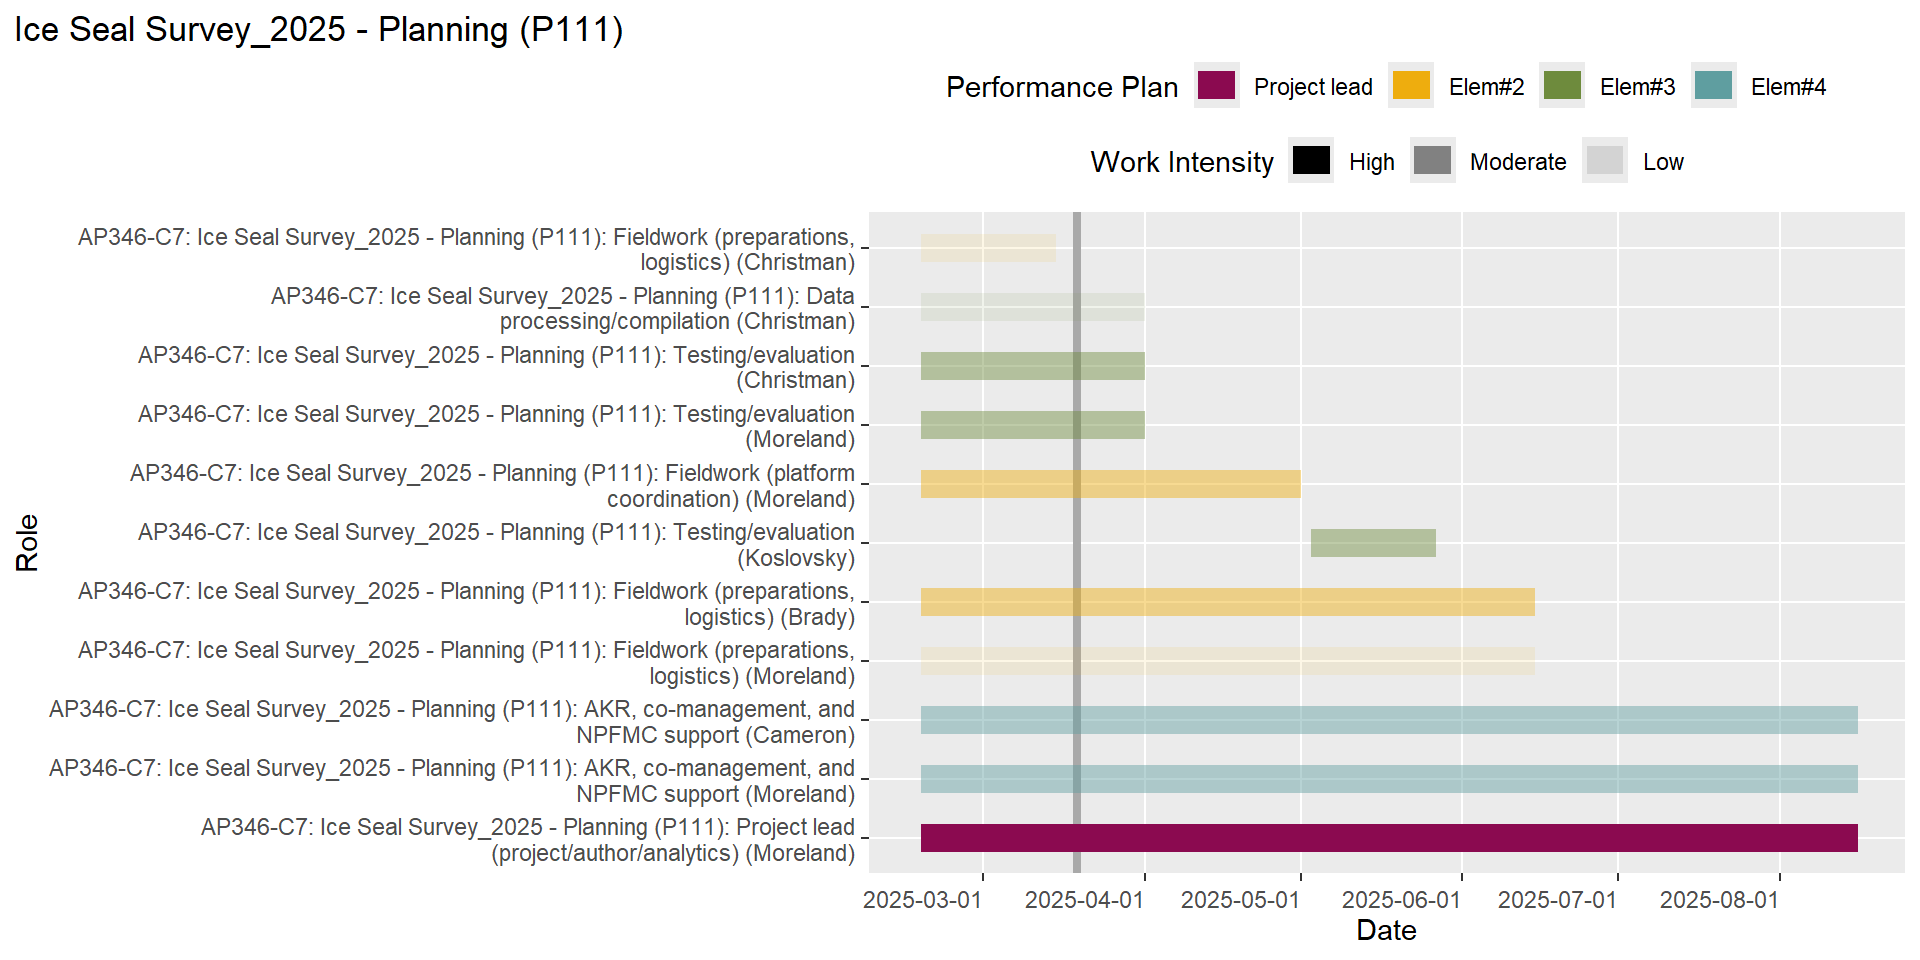 Ice Seal Survey_2025 - Planning (P111)
Performance Plan Project lead Elem#2 Elem#3 Elem#4
Work Intensity High Moderate Low
AP346-C7: Ice Seal Survey_2025 - Planning (P111): Fieldwork (preparations,
logistics) (Christman)
AP346-C7: Ice Seal Survey_2025 - Planning (P111): Data
processing/compilation (Christman)
AP346-C7: Ice Seal Survey_2025 - Planning (P111): Testing/evaluation
(Christman)
AP346-C7: Ice Seal Survey_2025 - Planning (P111): Testing/evaluation
(Moreland)
AP346-C7: Ice Seal Survey_2025 - Planning (P111): Fieldwork (platform
coordination) (Moreland)
AP346-C7: Ice Seal Survey_2025 - Planning (P111): Testing/evaluation
(Koslovsky)
AP346-C7: Ice Seal Survey_2025 - Planning (P111): Fieldwork (preparations,
logistics) (Brady)
AP346-C7: Ice Seal Survey_2025 - Planning (P111): Fieldwork (preparations,
logistics) (Moreland)
AP346-C7: Ice Seal Survey_2025 - Planning (P111): AKR, co-management, and
NPFMC support (Cameron)
AP346-C7: Ice Seal Survey_2025 - Planning (P111): AKR, co-management, and
NPFMC support (Moreland)
AP346-C7: Ice Seal Survey_2025 - Planning (P111): Project lead
(project/author/analytics) (Moreland)
Role
2025-03-01 2025-04-01 2025-05-01 2025-06-01 2025-07-01 2025-08-01
Date